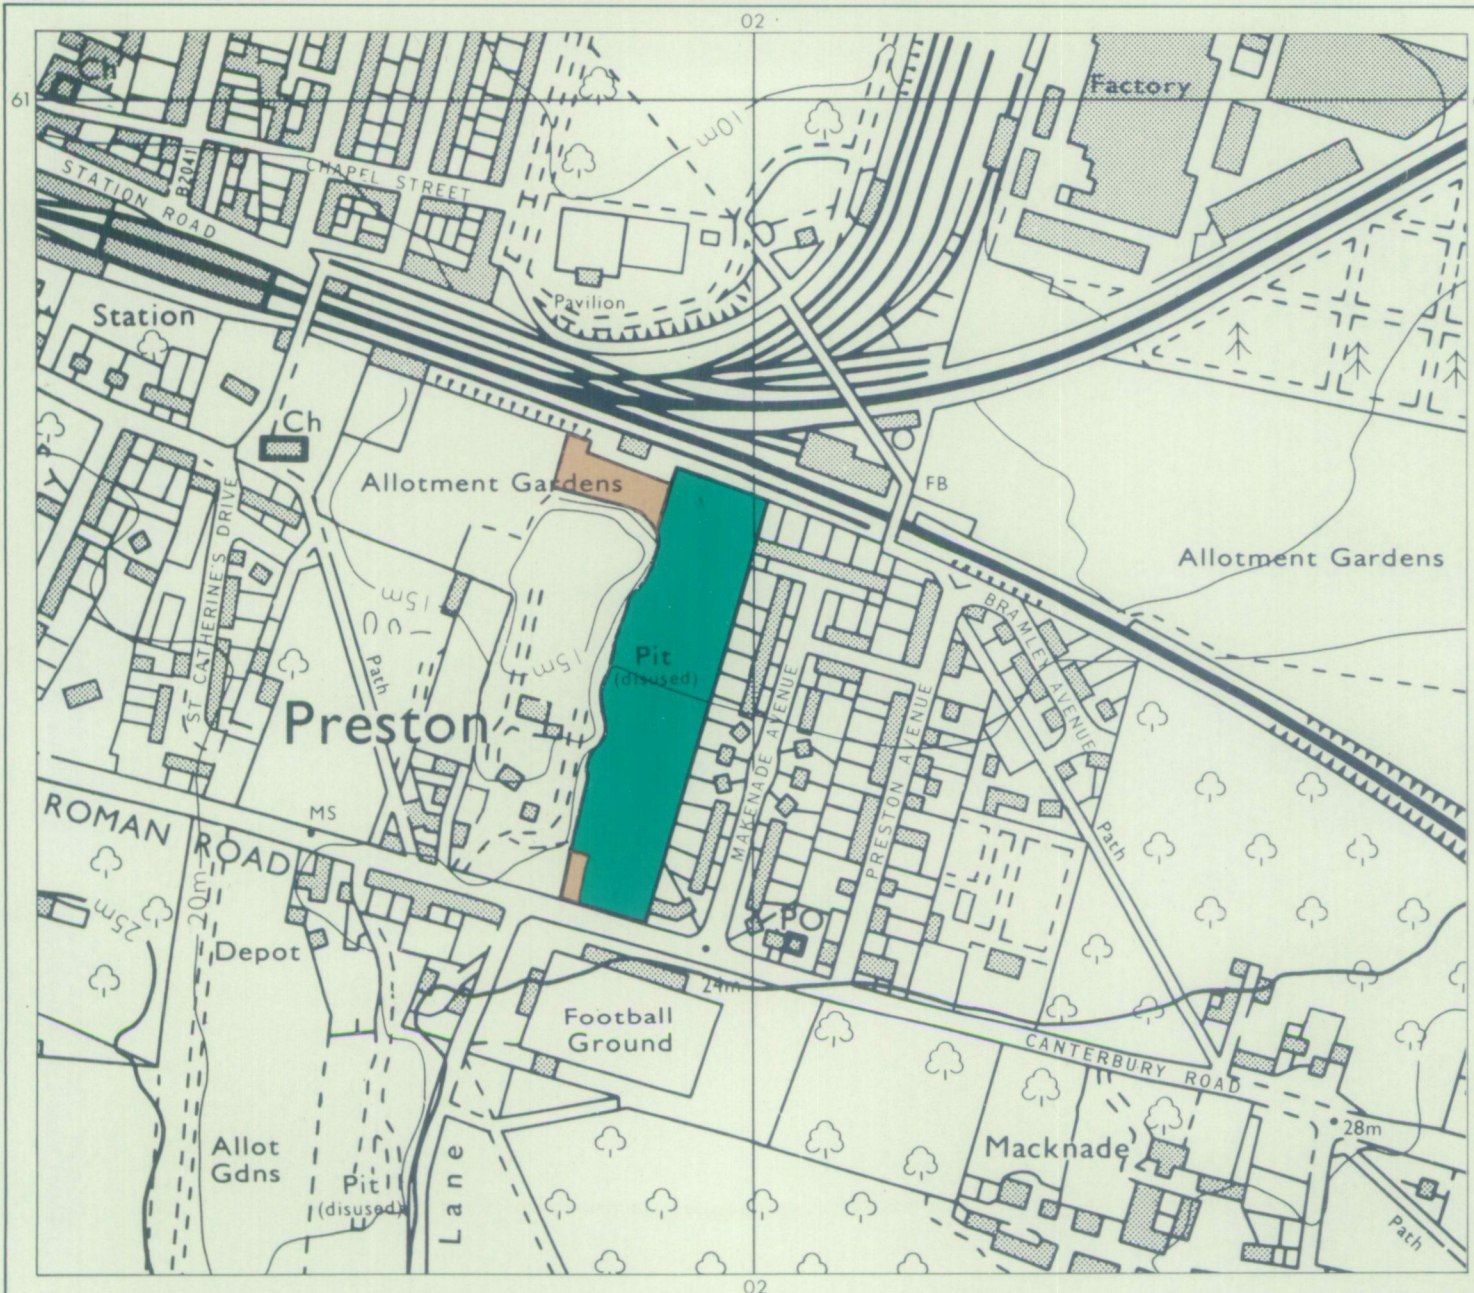 02
61
Ch
Factory
10m
B2041
CHAPEL STREET
STATION ROAD
Pavilion
Station
Ch
Allotment Gardens
FB
Allotment Gardens
ST CATHERINE'S DRIVE
BRAMLEY AVENUE
15m
15m
Path
Pit
(disused)
MAKENADE AVENUE
PRESTON AVENUE
Preston
Path
ROMAN ROAD
MS
20m
25m
PO
Depot
24m
Football
Ground
CANTERBURY ROAD
28m
Allot
Gdns
Macknade
Pit
(disused)
Lane
Path
02